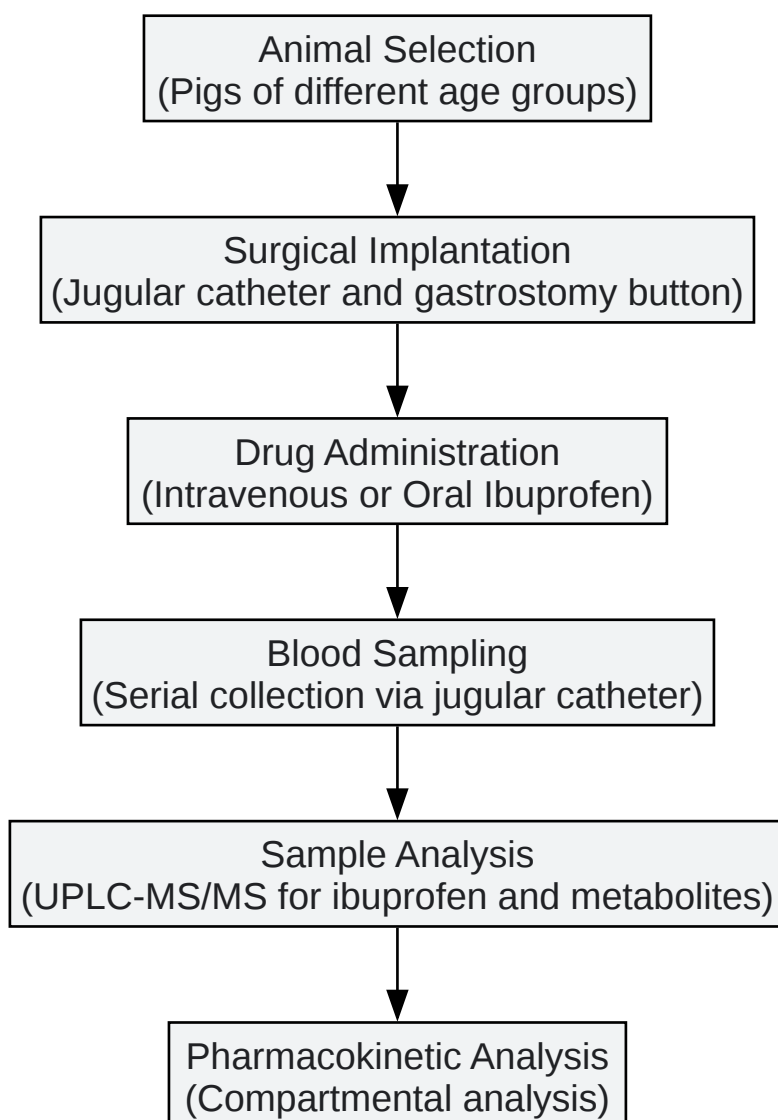 Animal Selection
(Pigs of different age groups)
Surgical Implantation
(Jugular catheter and gastrostomy button)
Drug Administration
(Intravenous or Oral Ibuprofen)
Blood Sampling
(Serial collection via jugular catheter)
Sample Analysis
(UPLC-MS/MS for ibuprofen and metabolites)
Pharmacokinetic Analysis
(Compartmental analysis)